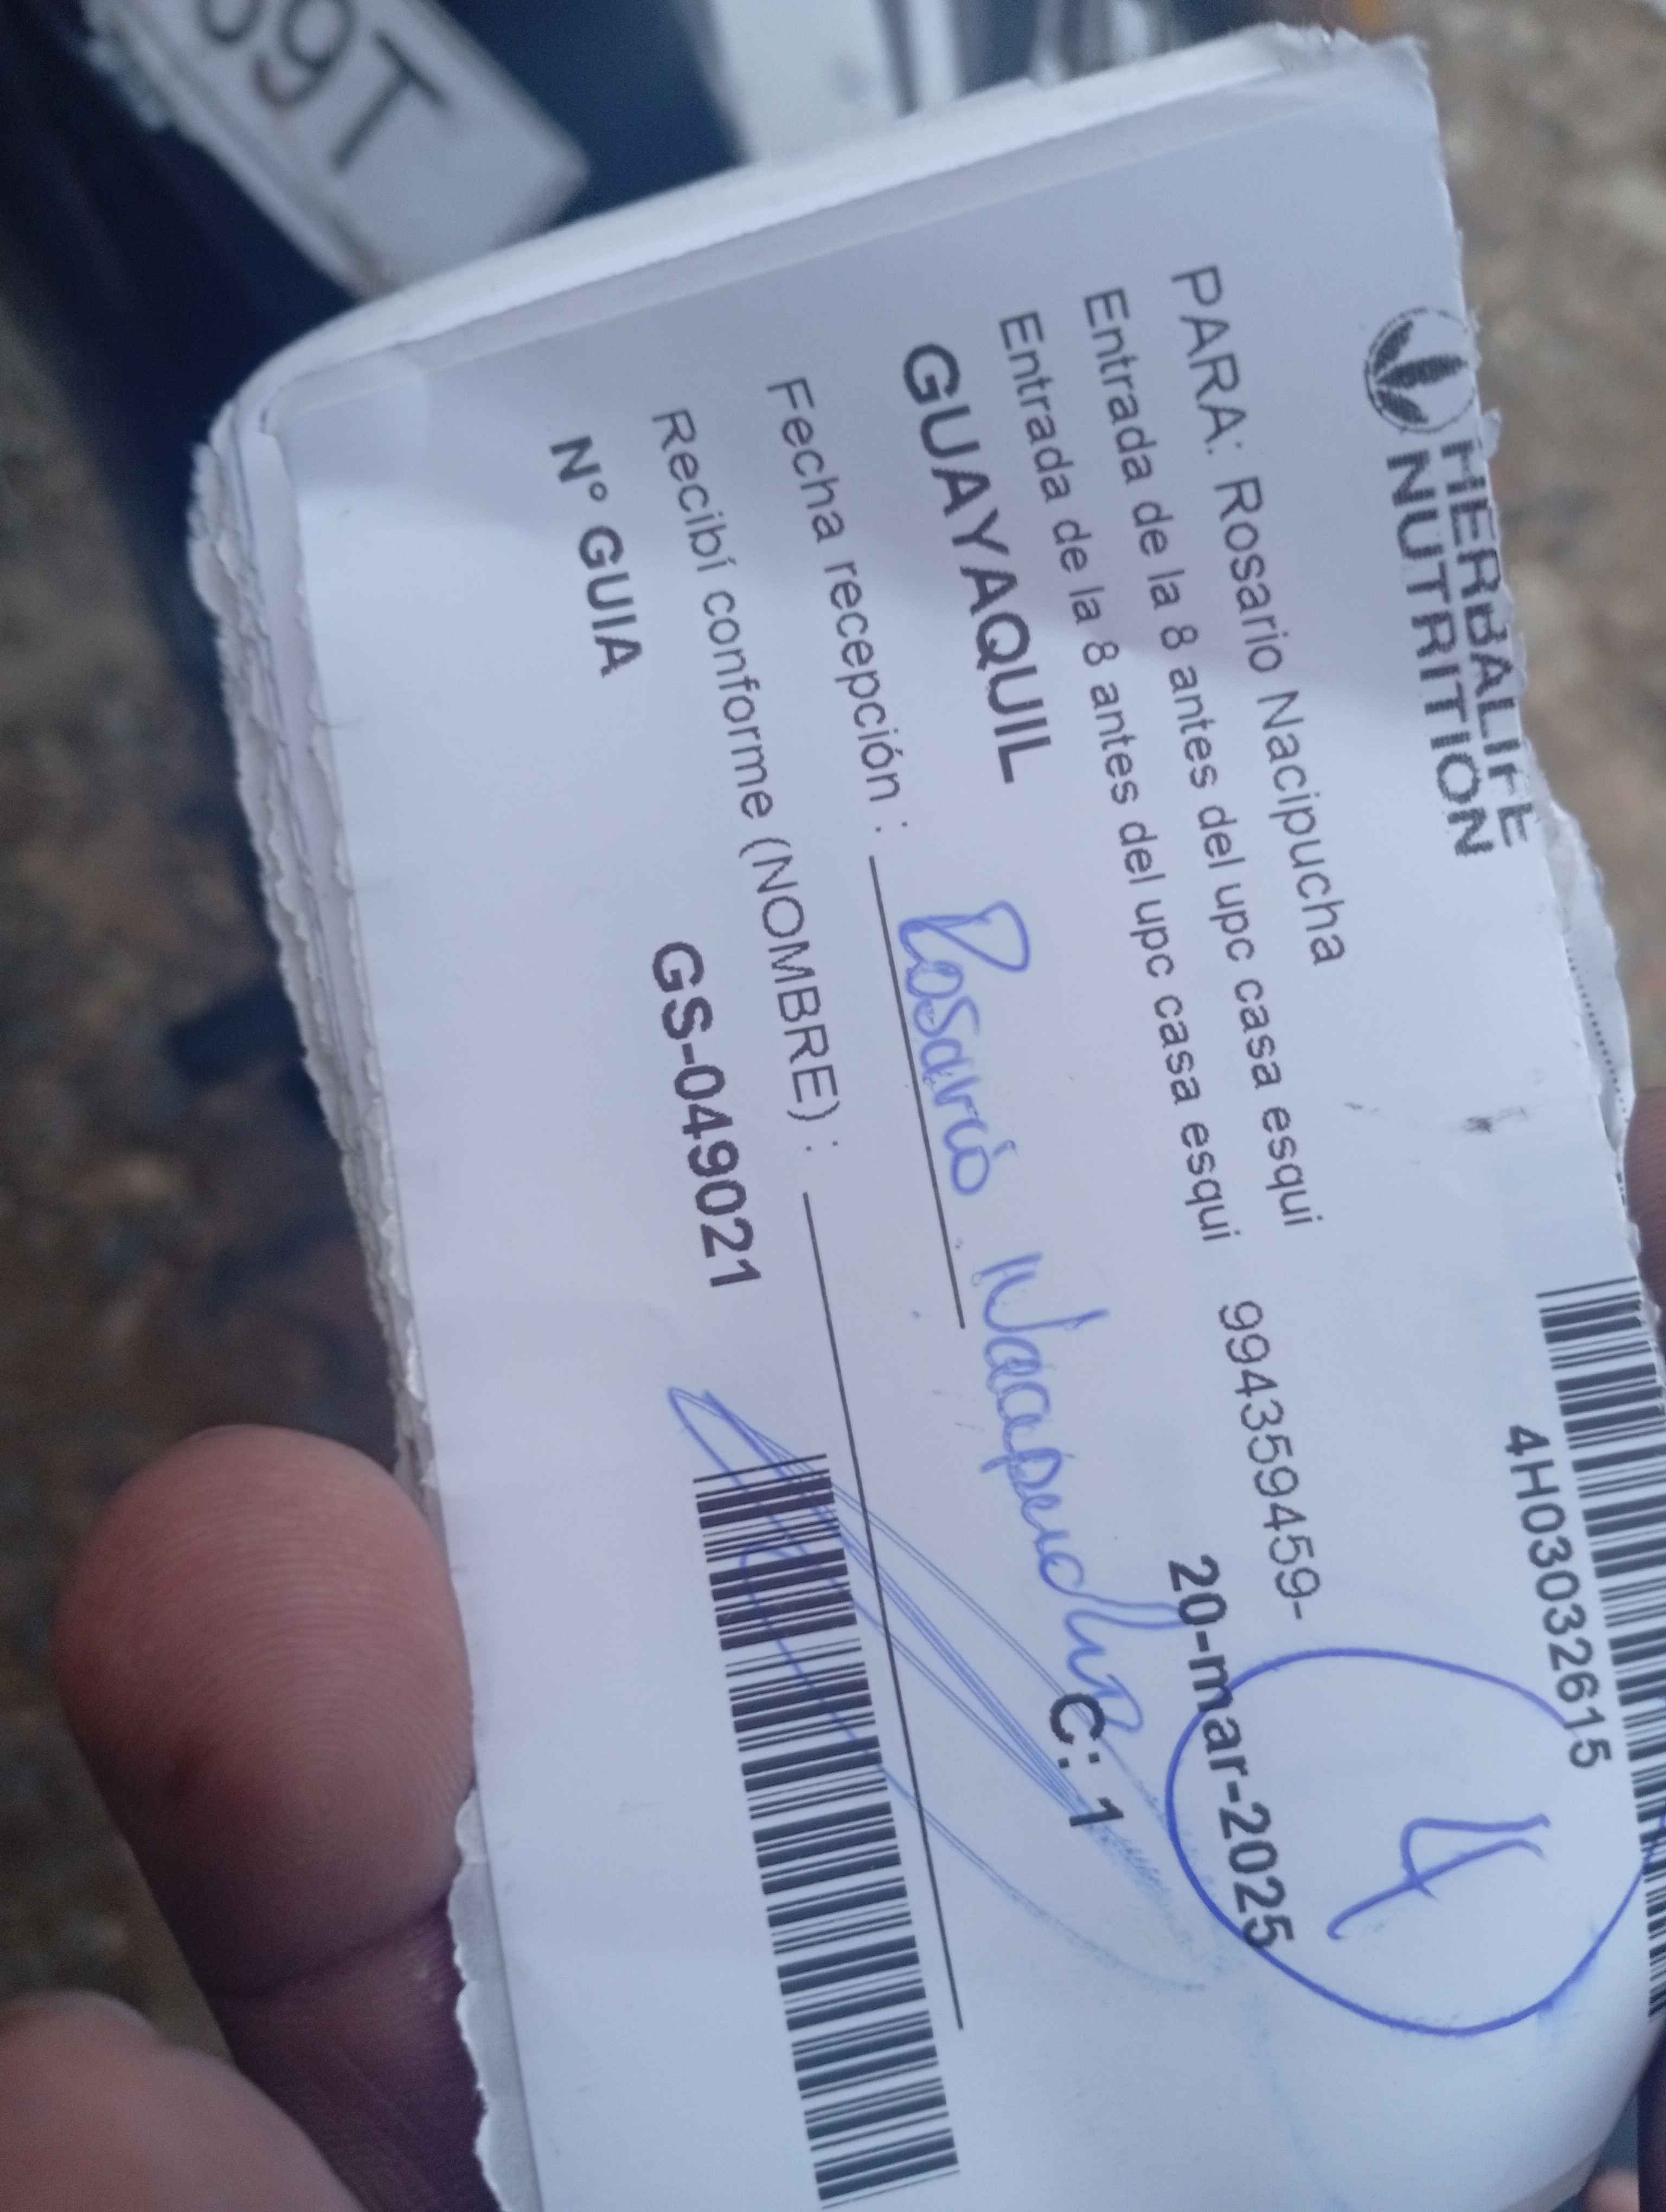 09T
HERBALIFE
NUTRITION
4H03032615
4
PARA: Rosario Nacipucha
Entrada de la 8 antes del upc casa esqui
Entrada de la 8 antes del upc casa esqui 994359459-
GUAYAQUIL
20-mar-2025
C: 1
Fecha recepción :
Rosario
Recibí conforme (NOMBRE) :
N° GUIA GS-049021